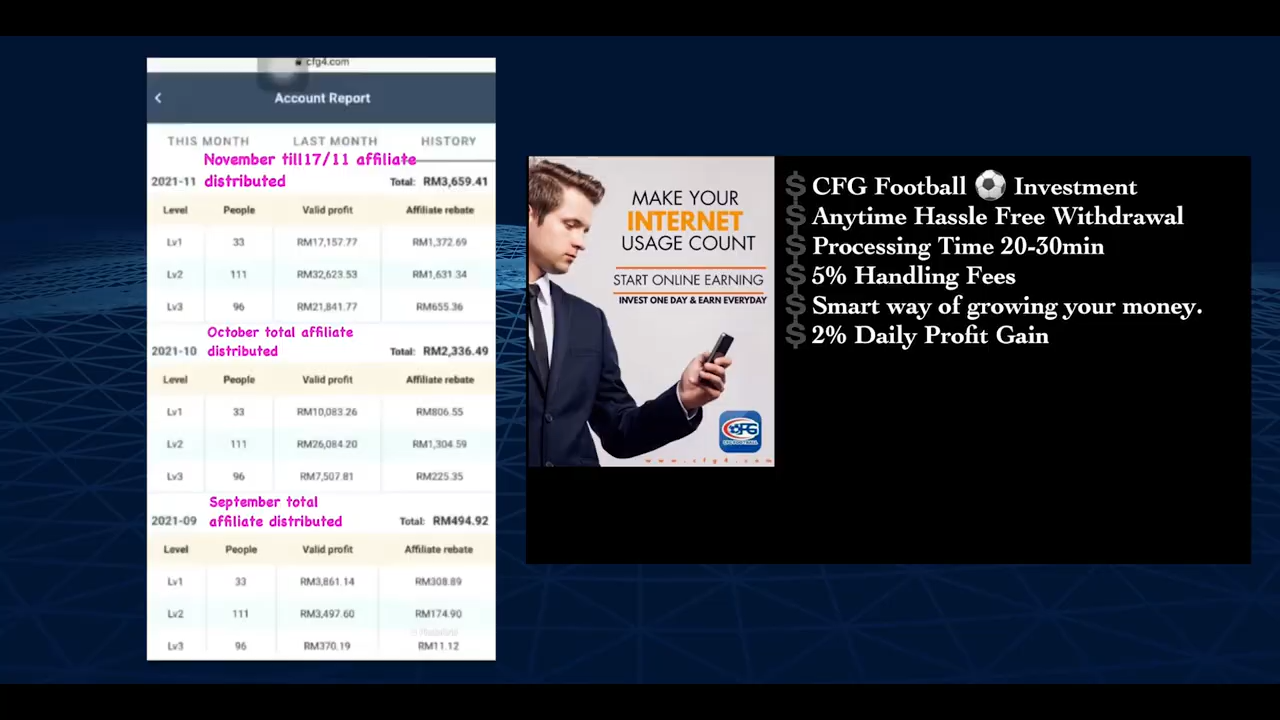 cfg4.com
Account Report
THIS MONTH LAST MONTH HISTORY
November till17/11 affiliate
distributed
2021-11 Total: RM3,659.41
Level People Valid profit Affiliate rebate
Lv1 33 RM17,157.77 RM1,372.69
Lv2 111 RM32,623.53 RM1,631.34
Lv3 96 RM21,841.77 RM655.36
October total affiliate
distributed
2021-10 Total: RM2,336.49
Level People Valid profit Affiliate rebate
Lv1 33 RM10,083.26 RM806.55
Lv2 111 RM26,084.20 RM1,304.59
Lv3 96 RM7,507.81 RM225.35
September total
affiliate distributed
2021-09 Total: RM494.92
Level People Valid profit Affiliate rebate
Lv1 33 RM3,861.14 RM308.89
Lv2 111 RM3,497.60 RM174.90
Lv3 96 RM370.19 RM11.12
MAKE YOUR
INTERNET
USAGE COUNT
START ONLINE EARNING
INVEST ONE DAY & EARN EVERYDAY
CFG
CFG FOOTBALL
www.cfg4.com
💲 CFG Football ⚽ Investment
💲 Anytime Hassle Free Withdrawal
💲 Processing Time 20-30min
💲 5% Handling Fees
💲 Smart way of growing your money.
💲 2% Daily Profit Gain